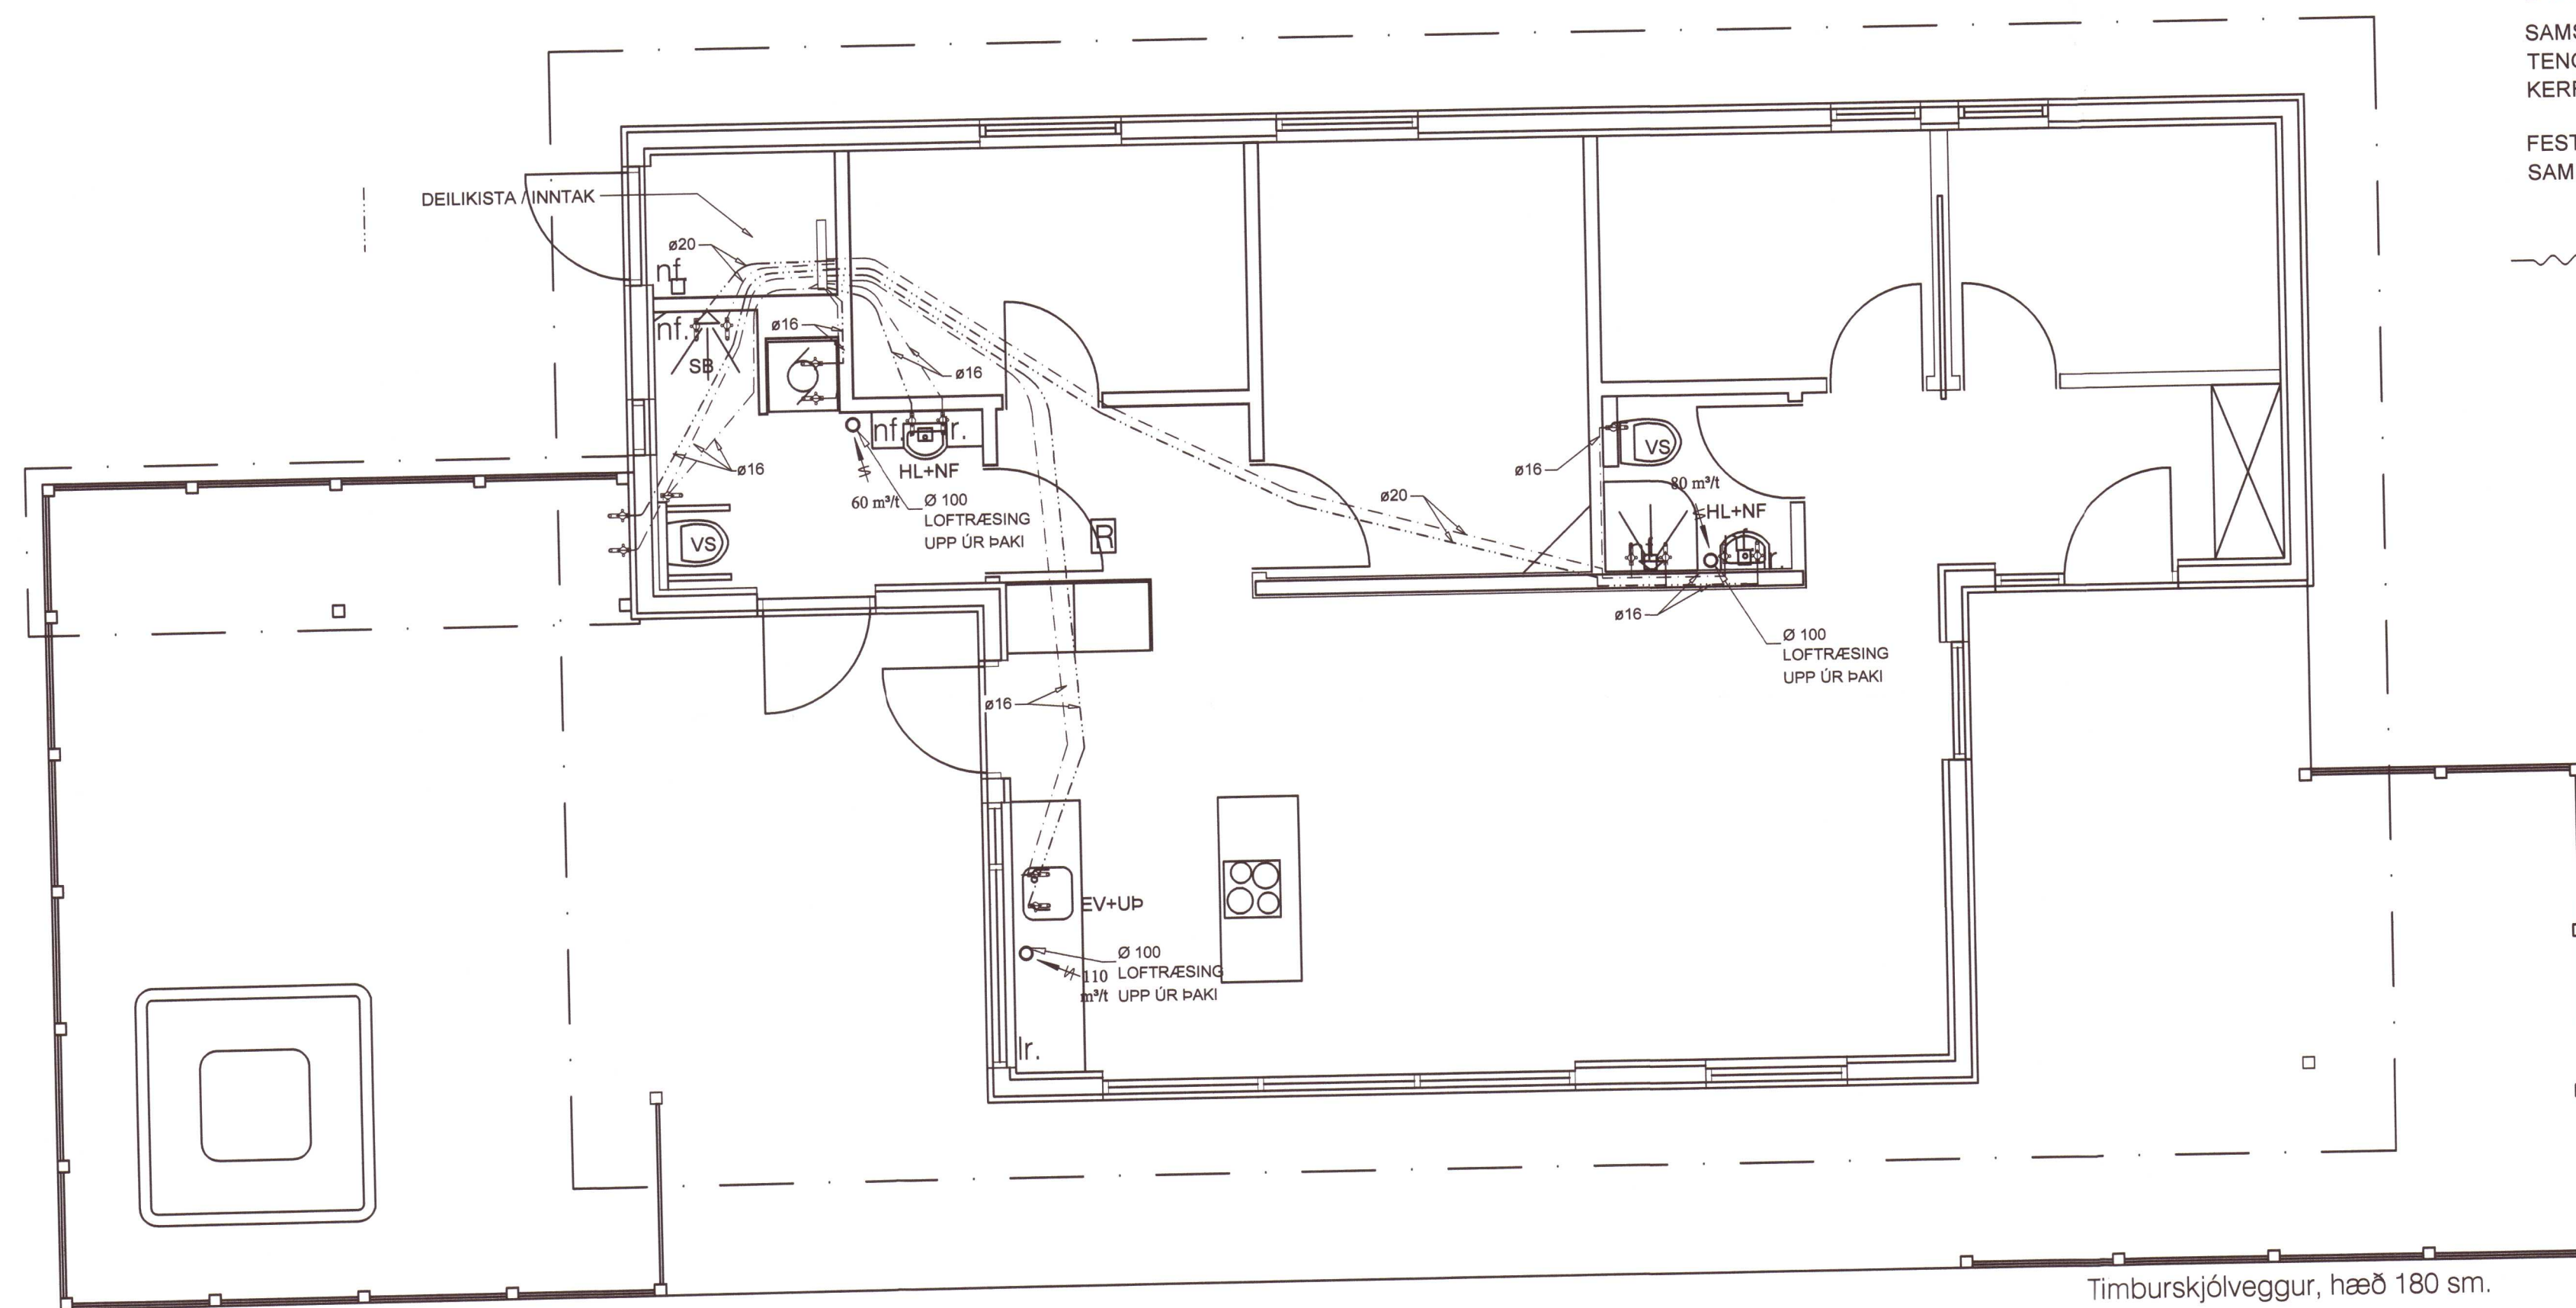 SAMS
TENG
KERF
FEST
SAM
DEILIKISTA / INNTAK
ø20
nf.
nf.
SB
ø16
ø16
ø16
nf.
lr.
HL+NF
60 m³/t
Ø 100
LOFTRÆSING
UPP ÚR ÞAKI
VS
R
ø20
ø16
VS
80 m³/t
HL+NF
nf.
lr.
ø16
Ø 100
LOFTRÆSING
UPP ÚR ÞAKI
ø16
EV+UÞ
Ø 100
110 LOFTRÆSING
m³/t UPP ÚR ÞAKI
lr.
Timburskjólveggur, hæð 180 sm.